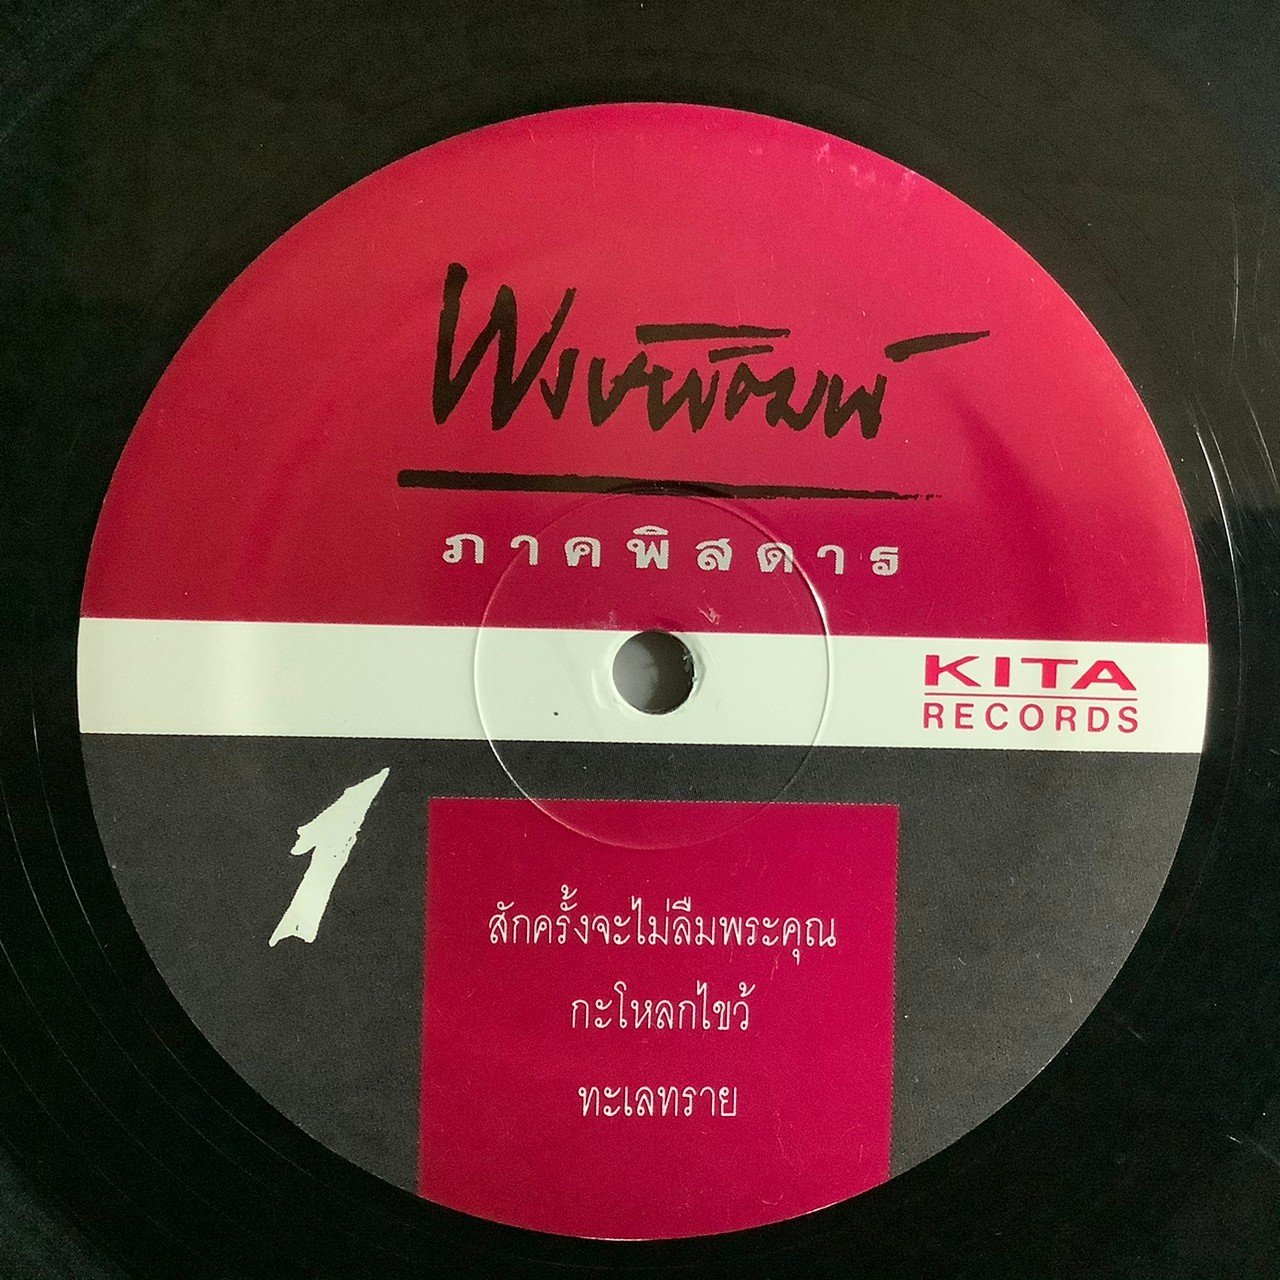 พงษ์พัฒน์
ภาคพิสดาร
KITA
RECORDS
1
สักครั้งจะไม่ลืมพระคุณ
กะโหลกไขว้
ทะเลทราย